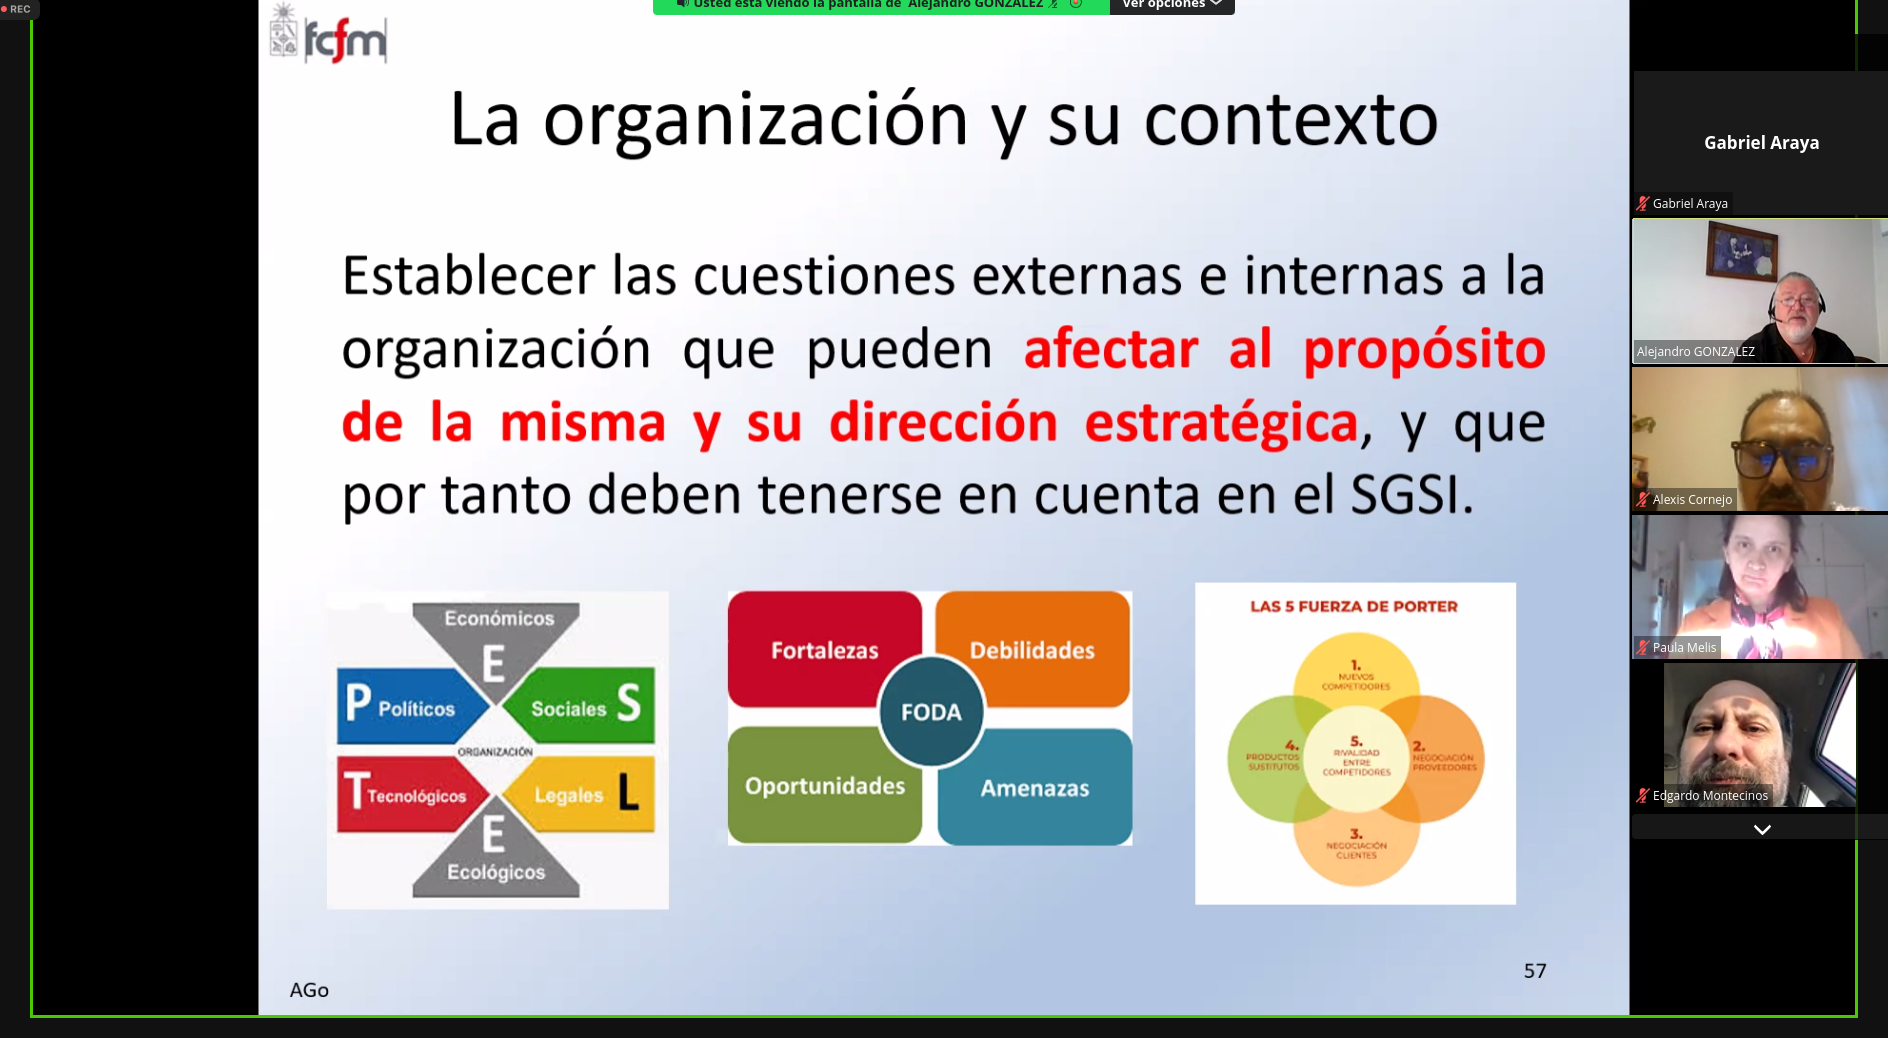 REC
Usted está viendo la pantalla de Alejandro GONZALEZ
Ver opciones
fcfm
La organización y su contexto
Establecer las cuestiones externas e internas a la
organización que pueden afectar al propósito
de la misma y su dirección estratégica, y que
por tanto deben tenerse en cuenta en el SGSI.
Económicos
E
P Políticos
Sociales S
ORGANIZACIÓN
T Tecnológicos
Legales L
E
Ecológicos
Fortalezas
Debilidades
FODA
Oportunidades
Amenazas
LAS 5 FUERZA DE PORTER
1.
NUEVOS
COMPETIDORES
4.
PRODUCTOS
SUSTITUTOS
5.
RIVALIDAD
ENTRE
COMPETIDORES
2.
NEGOCIACIÓN
PROVEEDORES
3.
NEGOCIACIÓN
CLIENTES
AGo
57
Gabriel Araya
Gabriel Araya
Alejandro GONZALEZ
Alexis Cornejo
Paula Melis
Edgardo Montecinos